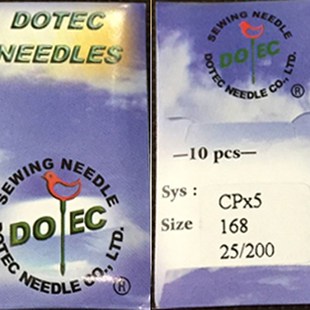 DOTEC
NEEDLES
SEWING NEEDLE
DOTEC
DOTEC NEEDLE CO., LTD.
®
SEWING NEEDLE
DOTEC
DOTEC NEEDLE CO., LTD.
®
—10 pcs—
Sys : CPx5
Size 168
25/200